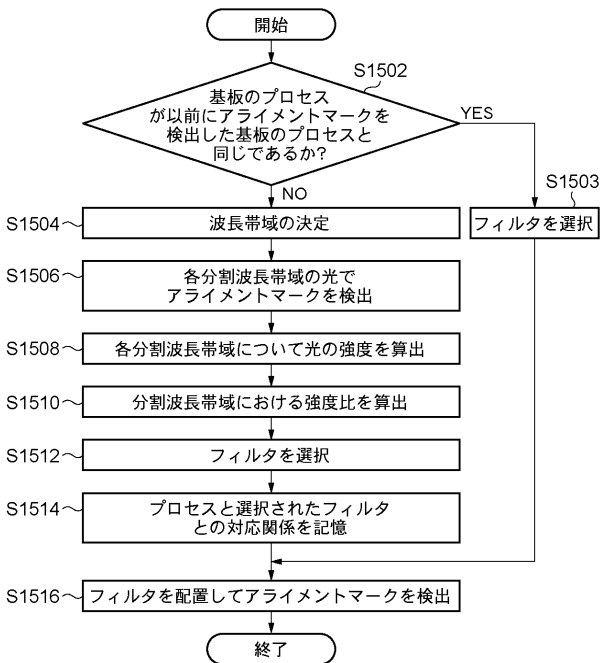 開始
S1502
基板のプロセス
が以前にアライメントマークを
検出した基板のプロセスと
同じであるか?
YES
NO
S1503
フィルタを選択
S1504
波長帯域の決定
S1506
各分割波長帯域の光で
アライメントマークを検出
S1508
各分割波長帯域について光の強度を算出
S1510
分割波長帯域における強度比を算出
S1512
フィルタを選択
S1514
プロセスと選択されたフィルタ
との対応関係を記憶
S1516
フィルタを配置してアライメントマークを検出
終了